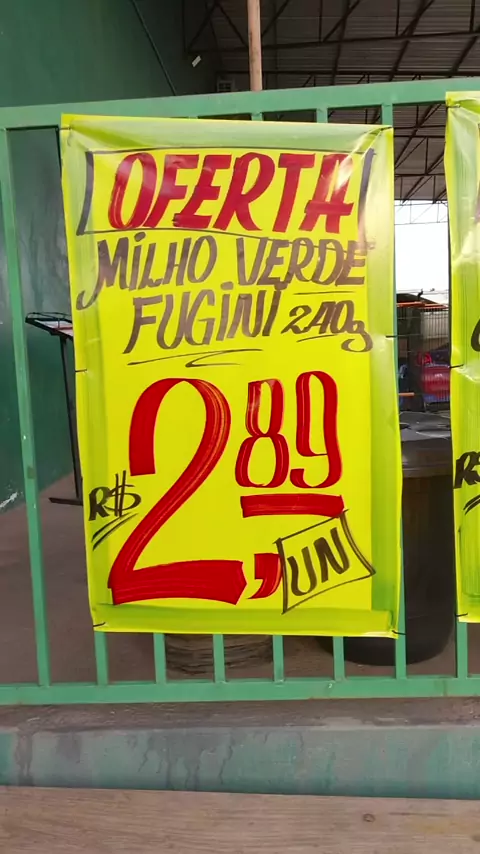 OFERTA
MILHO VERDE
FUGINI 240g
R$ 2,89
UN